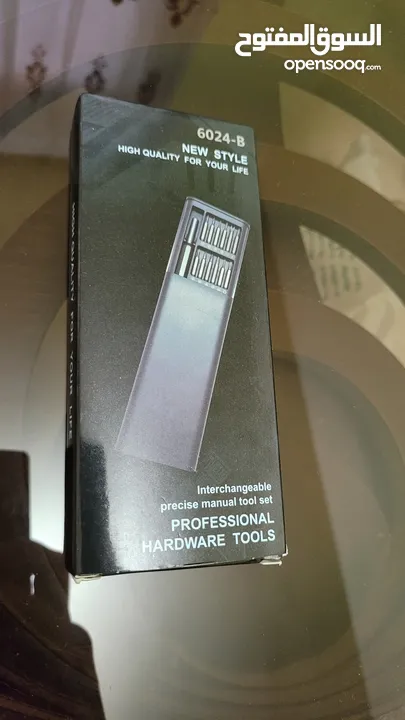 السوق المفتوح
opensooq.com
6024-B
NEW STYLE
HIGH QUALITY FOR YOUR LIFE
HIGH QUALITY FOR YOUR LIFE
Interchangeable
precise manual tool set
PROFESSIONAL
HARDWARE TOOLS